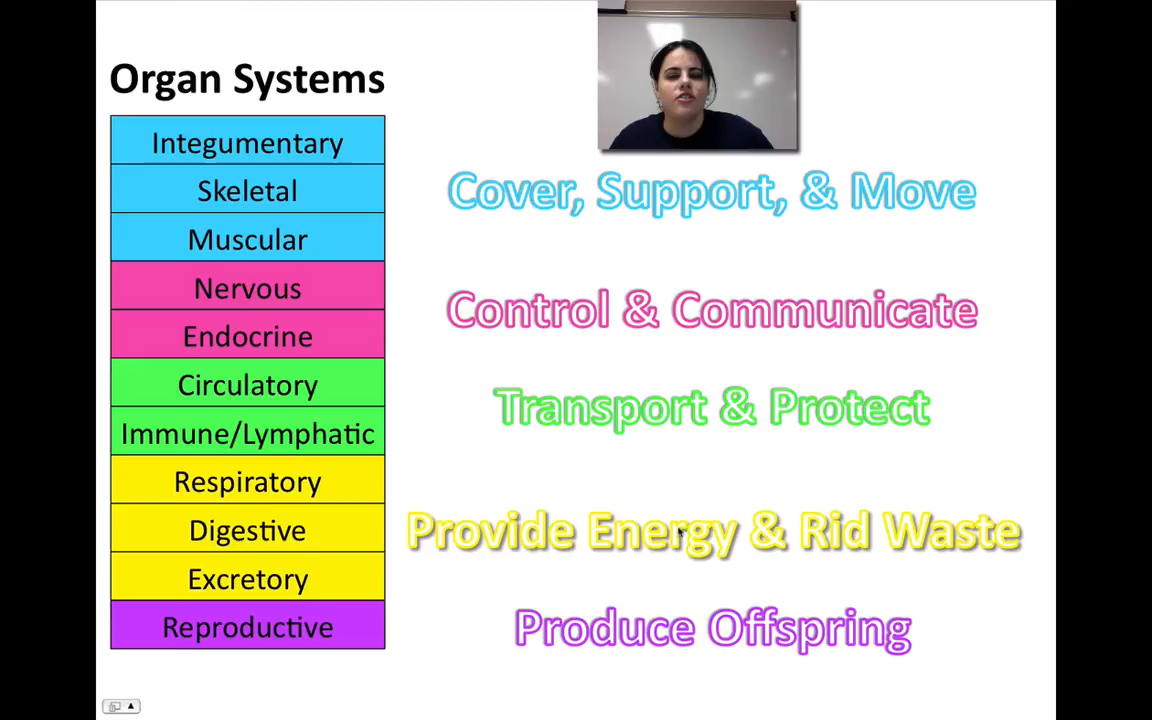 Organ Systems
Integumentary
Skeletal
Muscular
Nervous
Endocrine
Circulatory
Immune/Lymphatic
Respiratory
Digestive
Excretory
Reproductive
Cover, Support, & Move
Control & Communicate
Transport & Protect
Provide Energy & Rid Waste
Produce Offspring